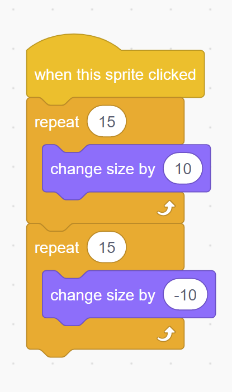 when this sprite clicked
repeat 15
change size by 10
repeat 15
change size by -10